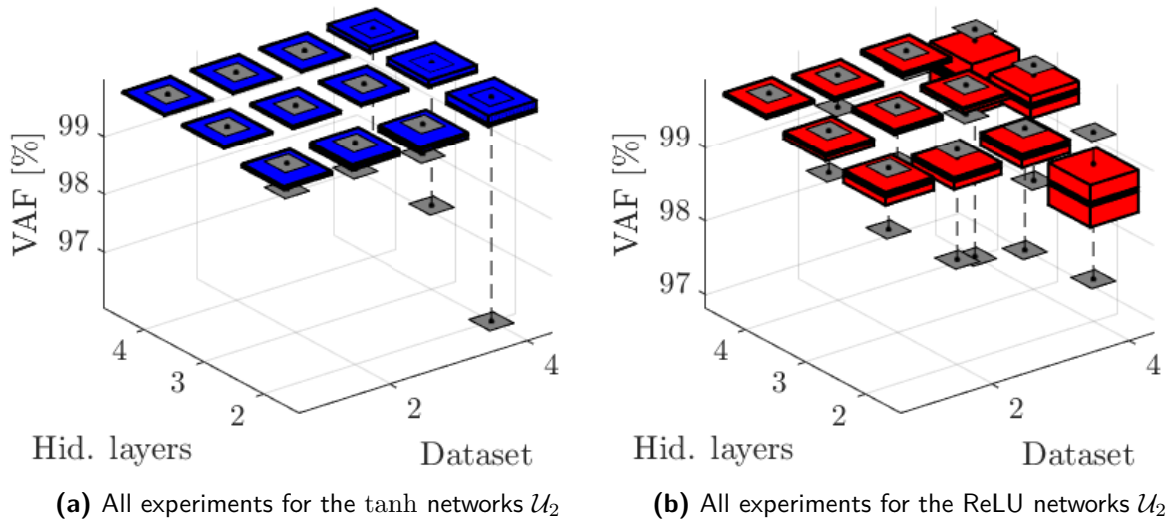 99
98
97
VAF [%]
4
3
2
2
4
Hid. layers
Dataset
(a) All experiments for the tanh networks 𝒰₂
99
98
97
VAF [%]
4
3
2
2
4
Hid. layers
Dataset
(b) All experiments for the ReLU networks 𝒰₂